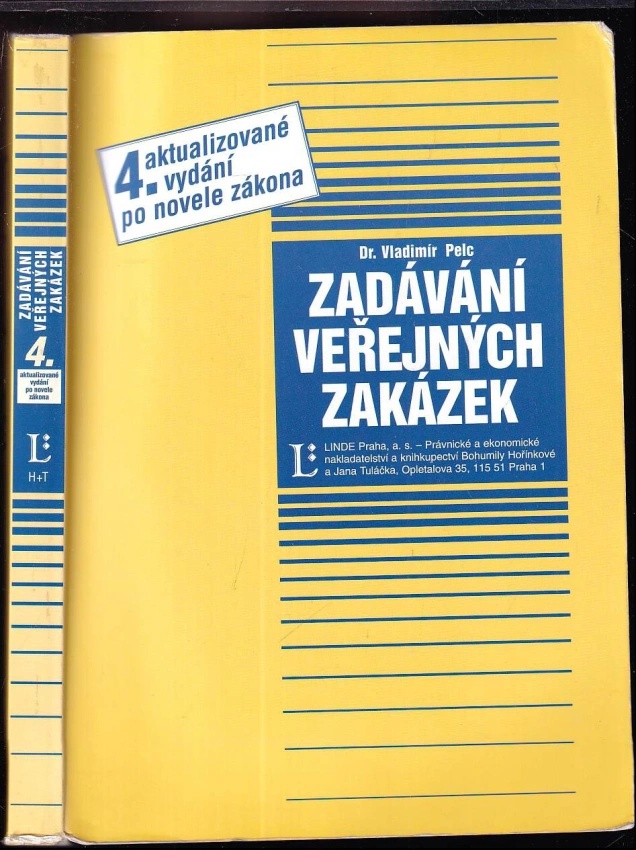 ZADÁVÁNÍ
VEŘEJNÝCH
ZAKÁZEK
4.
aktualizované
vydání
po novele
zákona
L
H+T
4. aktualizované
vydání
po novele zákona
Dr. Vladimír Pelc
ZADÁVÁNÍ
VEŘEJNÝCH
ZAKÁZEK
L
LINDE Praha, a. s. – Právnické a ekonomické
nakladatelství a knihkupectví Bohumily Hořínkové
a Jana Tuláčka, Opletalova 35, 115 51 Praha 1